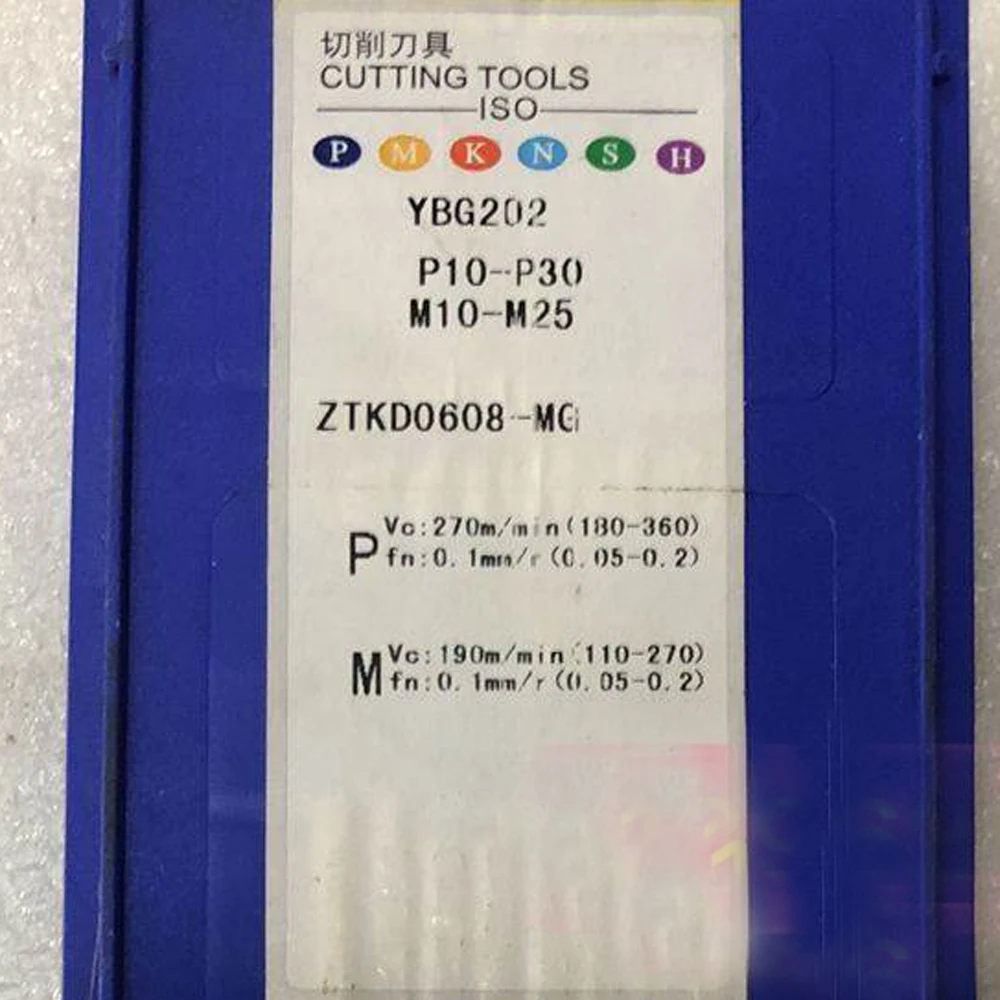 切削刀具
CUTTING TOOLS
ISO
P M K N S H
YBG202
P10-P30
M10-M25
ZTKD0608-MG
P Vc:270m/min(180-360)
fn:0.1mm/r(0.05-0.2)
M Vc:190m/min(110-270)
fn:0.1mm/r(0.05-0.2)